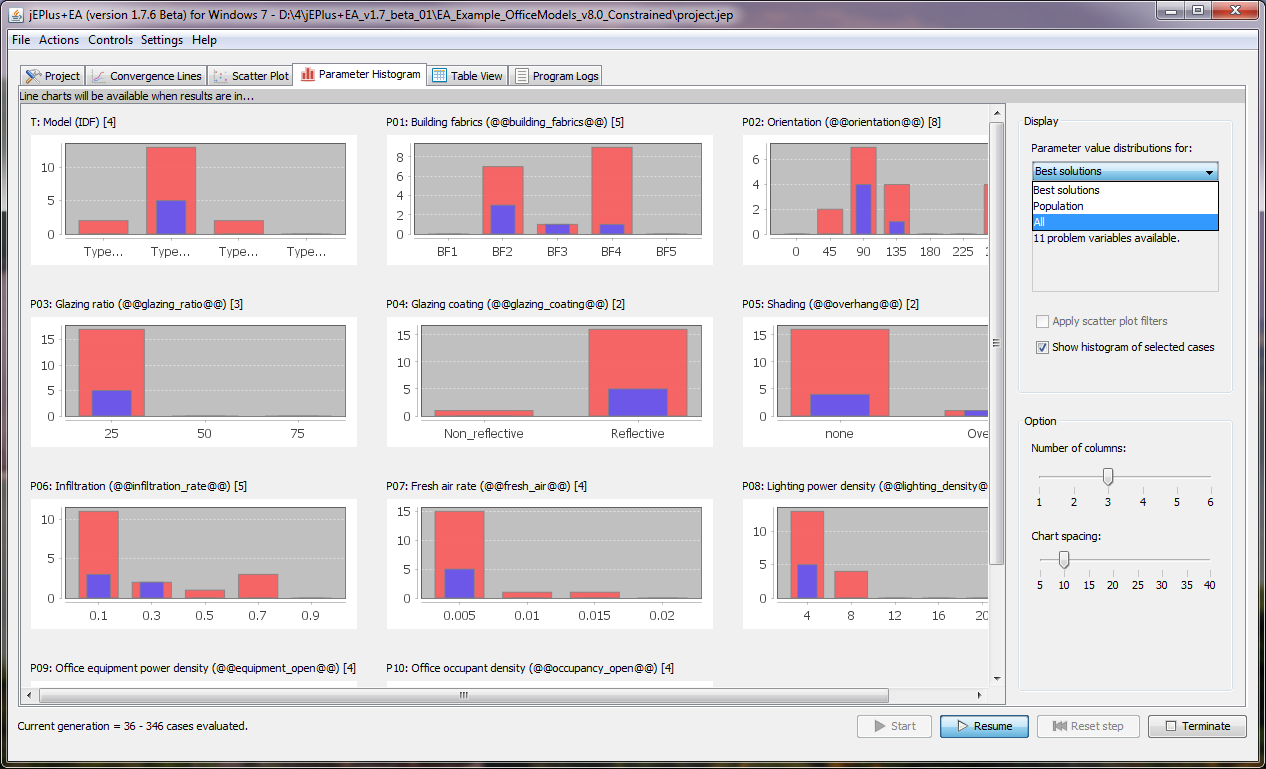 jEPlus+EA (version 1.7.6 Beta) for Windows 7 - D:\4\jEPlus+EA_v1.7_beta_01\EA_Example_OfficeModels_v8.0_Constrained\project.jep
File Actions Controls Settings Help
Project Convergence Lines Scatter Plot Parameter Histogram Table View Program Logs
Line charts will be available when results are in...
T: Model (IDF) [4]
10
5
0
Type... Type... Type... Type...
P01: Building fabrics (@@building_fabrics@@) [5]
8
6
4
2
0
BF1 BF2 BF3 BF4 BF5
P02: Orientation (@@orientation@@) [8]
6
4
2
0
0 45 90 135 180 225
P03: Glazing ratio (@@glazing_ratio@@) [3]
15
10
5
0
25 50 75
P04: Glazing coating (@@glazing_coating@@) [2]
15
10
5
0
Non_reflective Reflective
P05: Shading (@@overhang@@) [2]
15
10
5
0
none Ove
P06: Infiltration (@@infiltration_rate@@) [5]
10
5
0
0.1 0.3 0.5 0.7 0.9
P07: Fresh air rate (@@fresh_air@@) [4]
15
10
5
0
0.005 0.01 0.015 0.02
P08: Lighting power density (@@lighting_density@
10
5
0
4 8 12 16 20
P09: Office equipment power density (@@equipment_open@@) [4]
P10: Office occupant density (@@occupancy_open@@) [4]
Display
Parameter value distributions for:
Best solutions
Best solutions
Population
All
11 problem variables available.
Apply scatter plot filters
Show histogram of selected cases
Option
Number of columns:
1 2 3 4 5 6
Chart spacing:
5 10 15 20 25 30 35 40
Current generation = 36 - 346 cases evaluated.
Start Resume Reset step Terminate